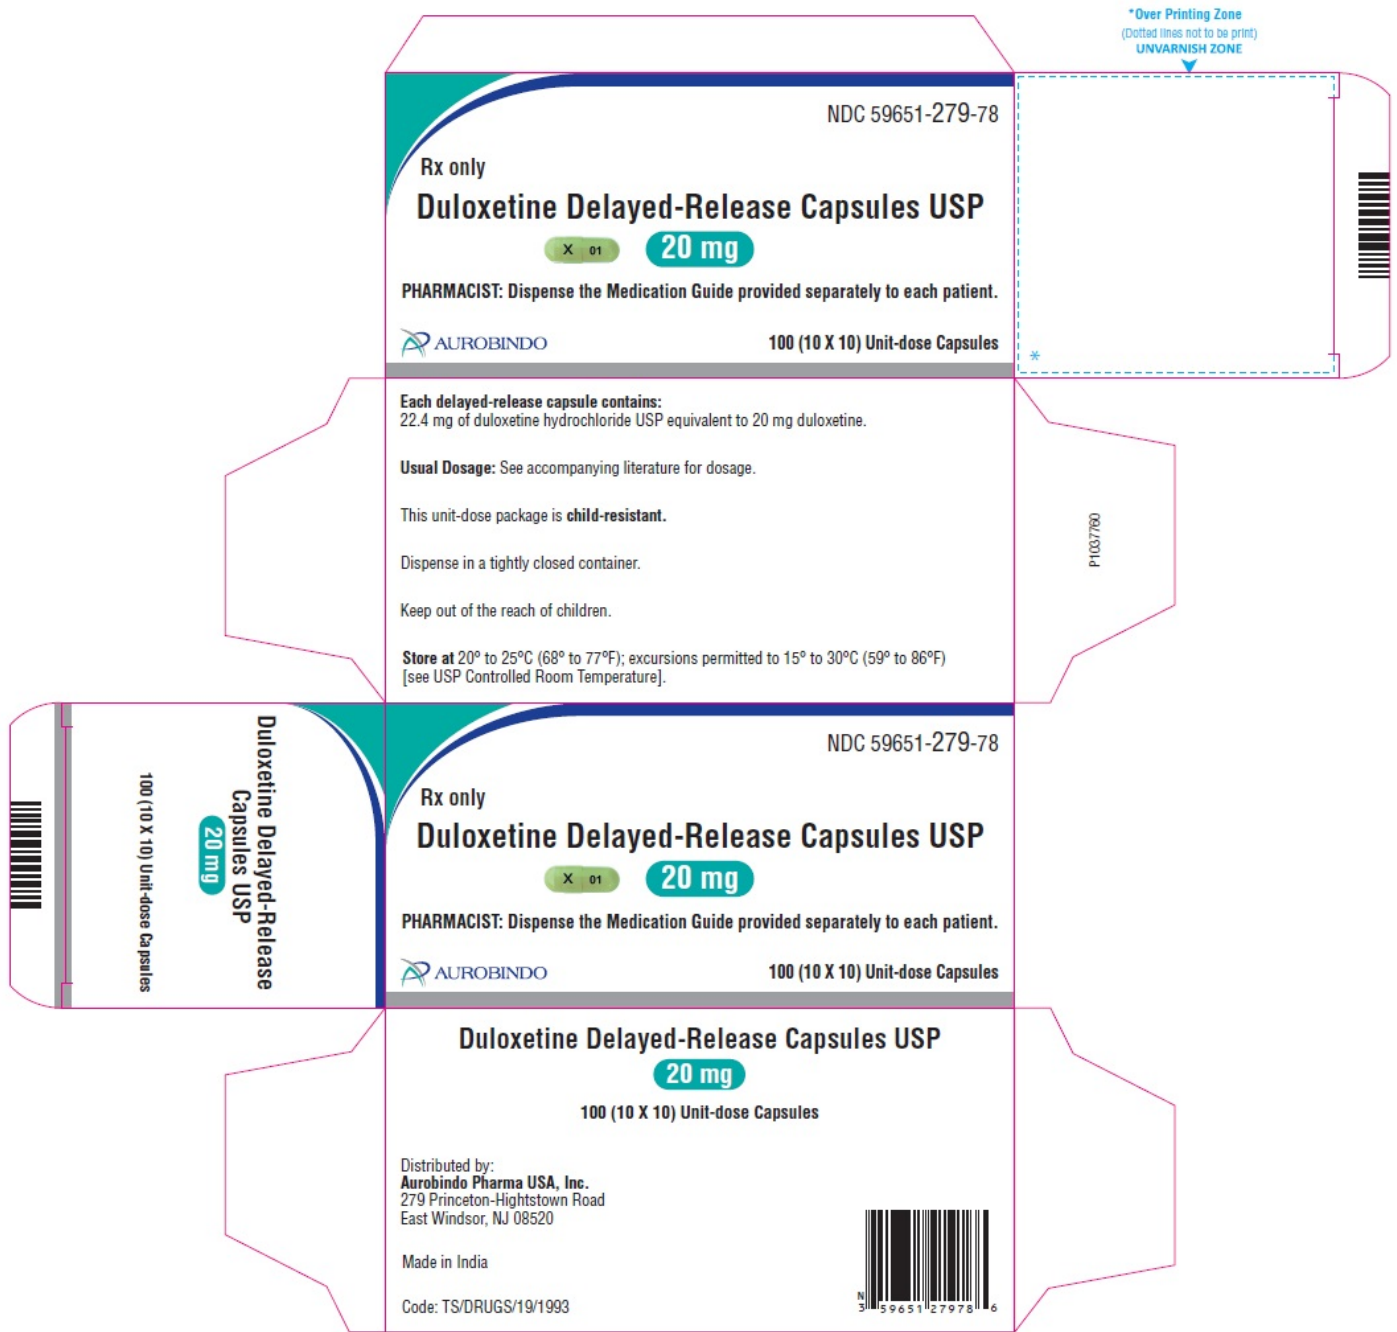 *Over Printing Zone
(Dotted lines not to be print)
UNVARNISH ZONE
NDC 59651-279-78
Rx only
Duloxetine Delayed-Release Capsules USP
X 01
20 mg
PHARMACIST: Dispense the Medication Guide provided separately to each patient.
AUROBINDO
100 (10 X 10) Unit-dose Capsules
*
Each delayed-release capsule contains:
22.4 mg of duloxetine hydrochloride USP equivalent to 20 mg duloxetine.
Usual Dosage: See accompanying literature for dosage.
This unit-dose package is child-resistant.
Dispense in a tightly closed container.
Keep out of the reach of children.
Store at 20º to 25ºC (68º to 77ºF); excursions permitted to 15º to 30ºC (59º to 86ºF)
[see USP Controlled Room Temperature].
P1037760
Duloxetine Delayed-Release
Capsules USP
20 mg
100 (10 X 10) Unit-dose Capsules
NDC 59651-279-78
Rx only
Duloxetine Delayed-Release Capsules USP
X 01
20 mg
PHARMACIST: Dispense the Medication Guide provided separately to each patient.
AUROBINDO
100 (10 X 10) Unit-dose Capsules
Duloxetine Delayed-Release Capsules USP
20 mg
100 (10 X 10) Unit-dose Capsules
Distributed by:
Aurobindo Pharma USA, Inc.
279 Princeton-Hightstown Road
East Windsor, NJ 08520
Made in India
Code: TS/DRUGS/19/1993
N
3 59651 27978 6